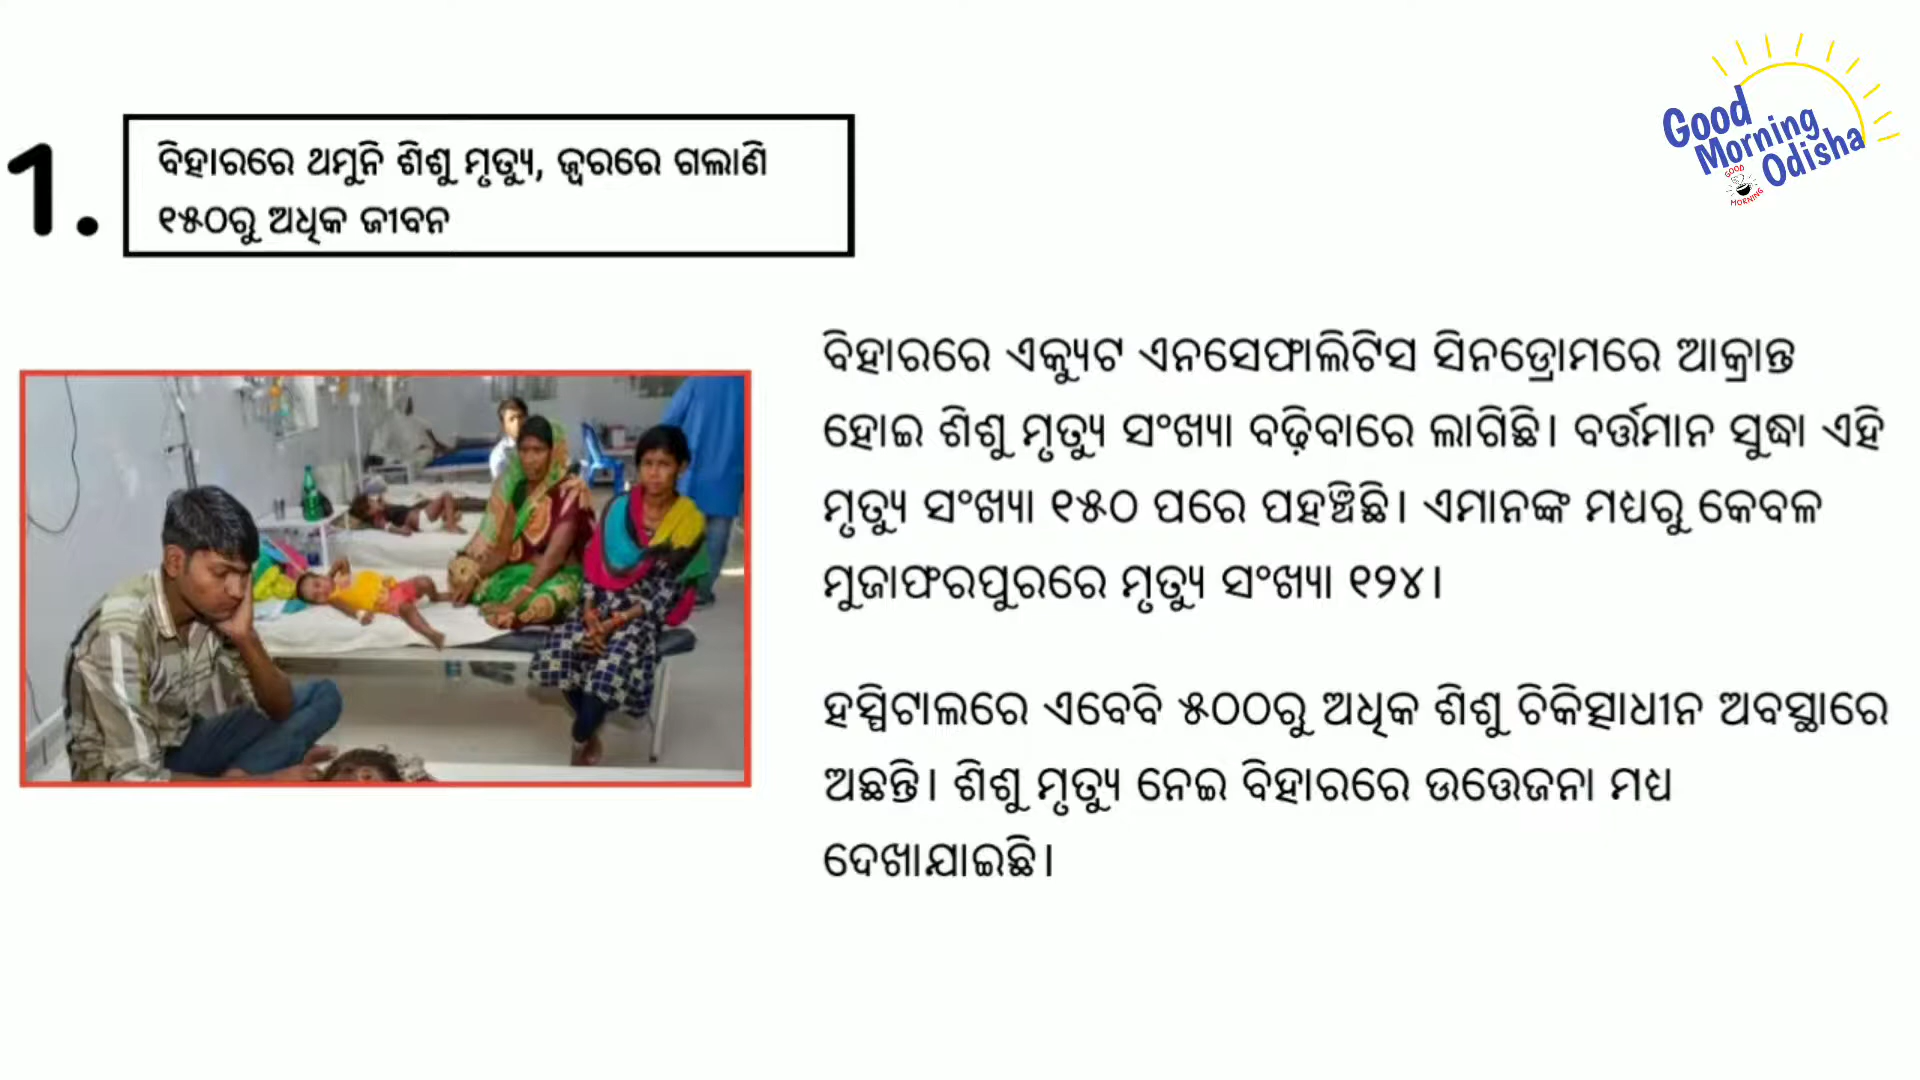 1.
ବିହାରରେ ଥମୁନି ଶିଶୁ ମୃତ୍ୟୁ, ଜ୍ୱରରେ ଗଲାଣି
୧୫୦ରୁ ଅଧିକ ଜୀବନ
Good
Morning
Odisha
GOOD
MORNING
ବିହାରରେ ଏକ୍ୟୁଟ ଏନସେଫାଲିଟିସ ସିନଡ୍ରୋମରେ ଆକ୍ରାନ୍ତ
ହୋଇ ଶିଶୁ ମୃତ୍ୟୁ ସଂଖ୍ୟା ବଢ଼ିବାରେ ଲାଗିଛି। ବର୍ତ୍ତମାନ ସୁଦ୍ଧା ଏହି
ମୃତ୍ୟୁ ସଂଖ୍ୟା ୧୫୦ ପରେ ପହଞ୍ଚିଛି। ଏମାନଙ୍କ ମଧ୍ୟରୁ କେବଳ
ମୁଜାଫରପୁରରେ ମୃତ୍ୟୁ ସଂଖ୍ୟା ୧୨୪।
ହସ୍ପିଟାଲରେ ଏବେବି ୫୦୦ରୁ ଅଧିକ ଶିଶୁ ଚିକିତ୍ସାଧୀନ ଅବସ୍ଥାରେ
ଅଛନ୍ତି। ଶିଶୁ ମୃତ୍ୟୁ ନେଇ ବିହାରରେ ଉତ୍ତେଜନା ମଧ୍ୟ
ଦେଖାଯାଇଛି।